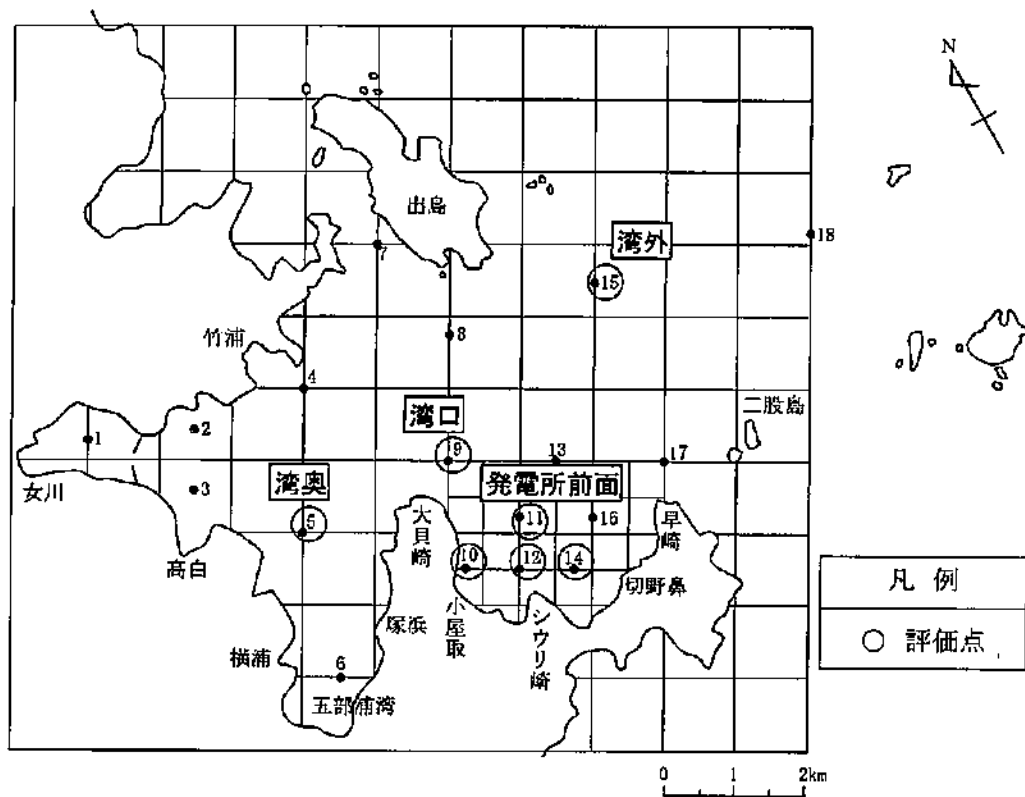 N
出島
湾外
18
7
15
竹浦
8
4
二股島
湾口
1
2
9
13
17
女川
3
湾奥
発電所前面
5
大貝崎
11
16
早崎
高白
10
12
14
切野鼻
凡 例
○ 評価点
塚浜
小屋取
シウリ崎
横浦
6
五部浦湾
0 1 2km